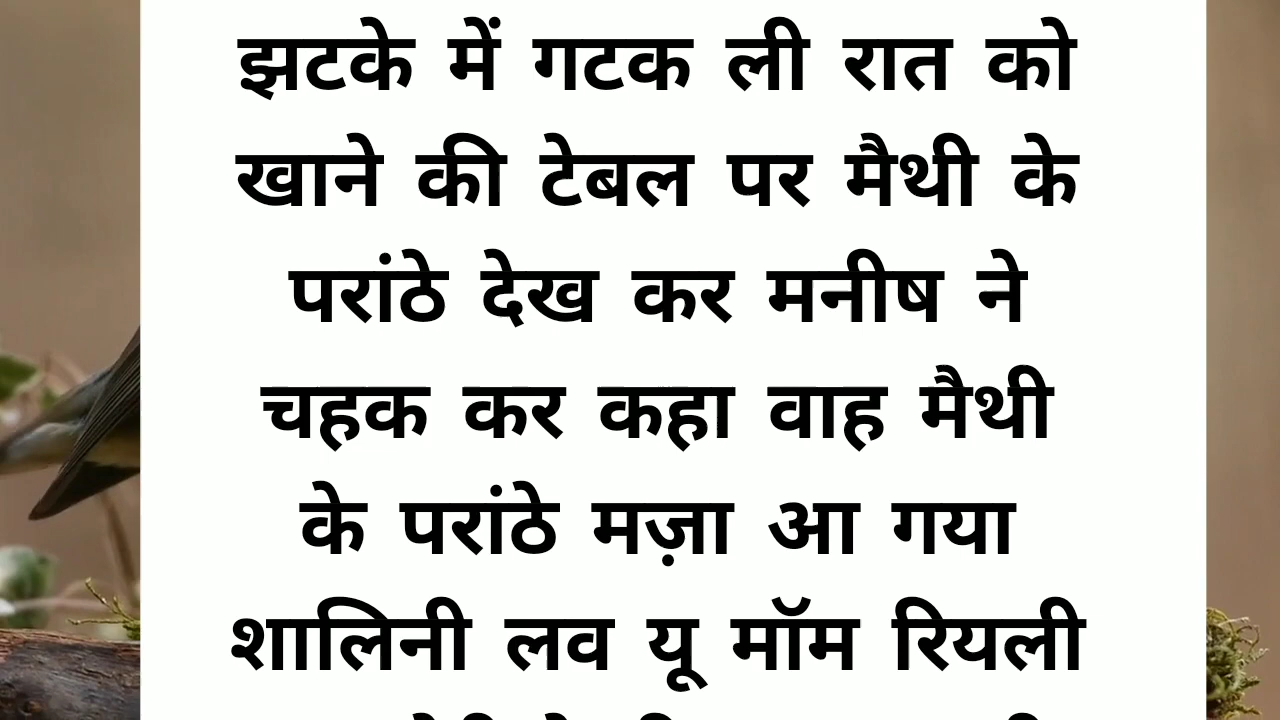 झटके में गटक ली रात को
खाने की टेबल पर मैथी के
परांठे देख कर मनीष ने
चहक कर कहा वाह मैथी
के परांठे मज़ा आ गया
शालिनी लव यू मॉम रियली